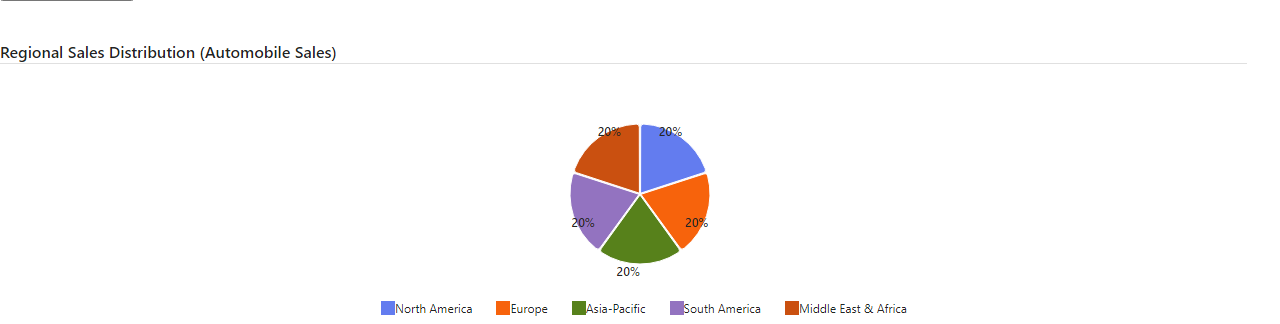 Regional Sales Distribution (Automobile Sales)
20% 20%
20% 20%
20%
North America Europe Asia-Pacific South America Middle East & Africa